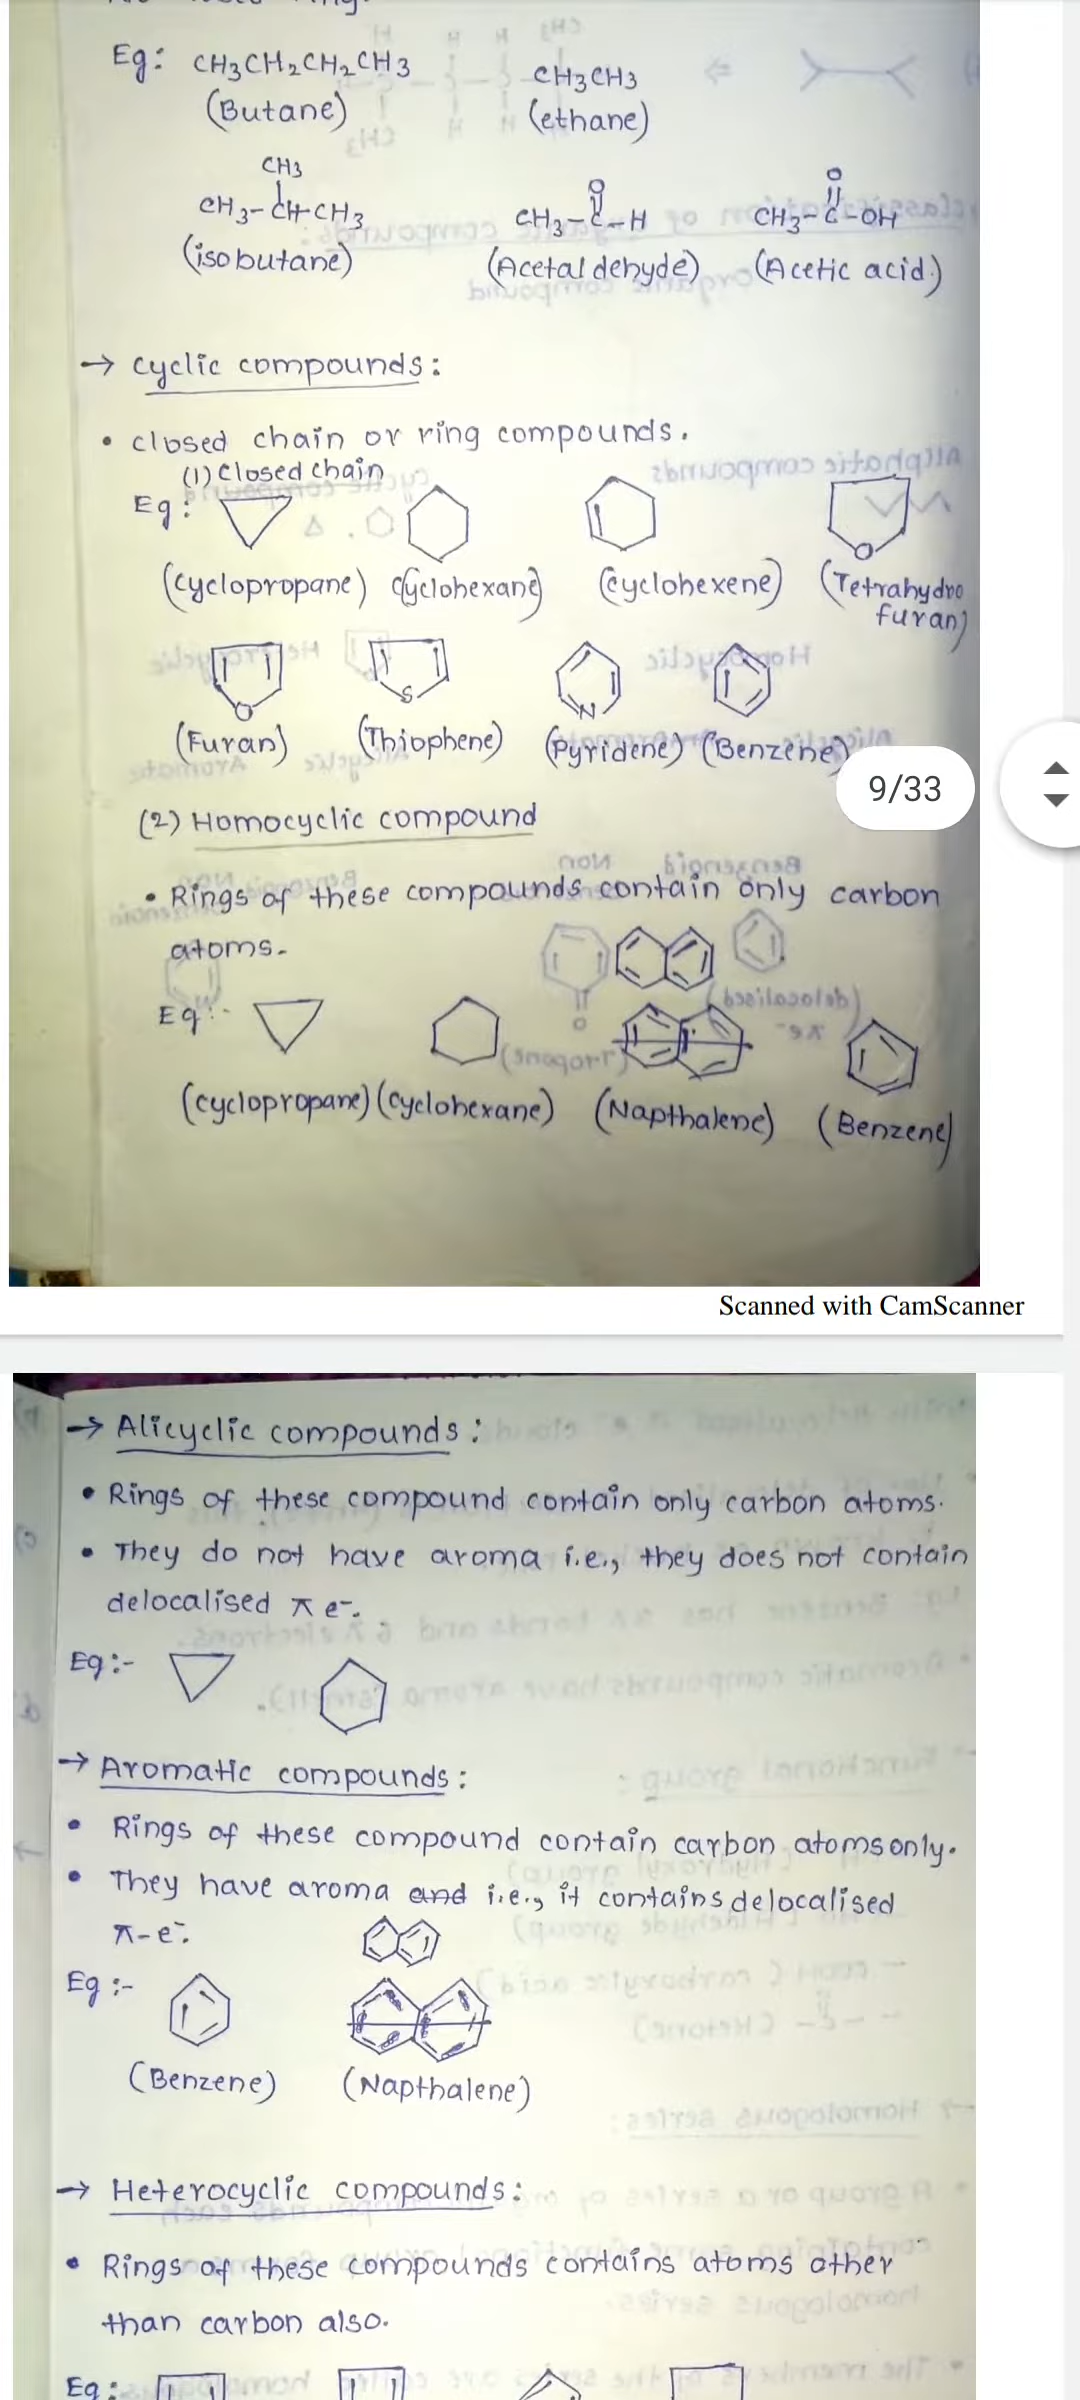 Eg: CH3CH2CH2CH3 CH3CH3
(Butane) (ethane)
CH3
CH3-CH-CH3 CH3-C-H CH3-C-OH
O O
(isobutane) (Acetaldehyde) (Acetic acid)
→ cyclic compounds:
• closed chain or ring compounds.
(1) Closed chain
Eg:
O
(cyclopropane) (cyclohexane) (cyclohexene) (Tetrahydro
furan)
O S N
(Furan) (Thiophene) (Pyridene) (Benzene)
9/33
(2) Homocyclic compound
• Rings of these compounds contain only carbon
atoms.
Eg:-
(cyclopropane) (cyclohexane) (Napthalene) (Benzene)
Scanned with CamScanner
→ Alicyclic compounds:
• Rings of these compound contain only carbon atoms.
• They do not have aroma i.e., they does not contain
delocalised π e-.
Eg:-
→ Aromatic compounds:
• Rings of these compound contain carbon atoms only.
• They have aroma and i.e., it contains delocalised
π-e-.
Eg:-
(Benzene) (Napthalene)
→ Heterocyclic compounds:
• Rings of these compounds contains atoms other
than carbon also.
Eg: